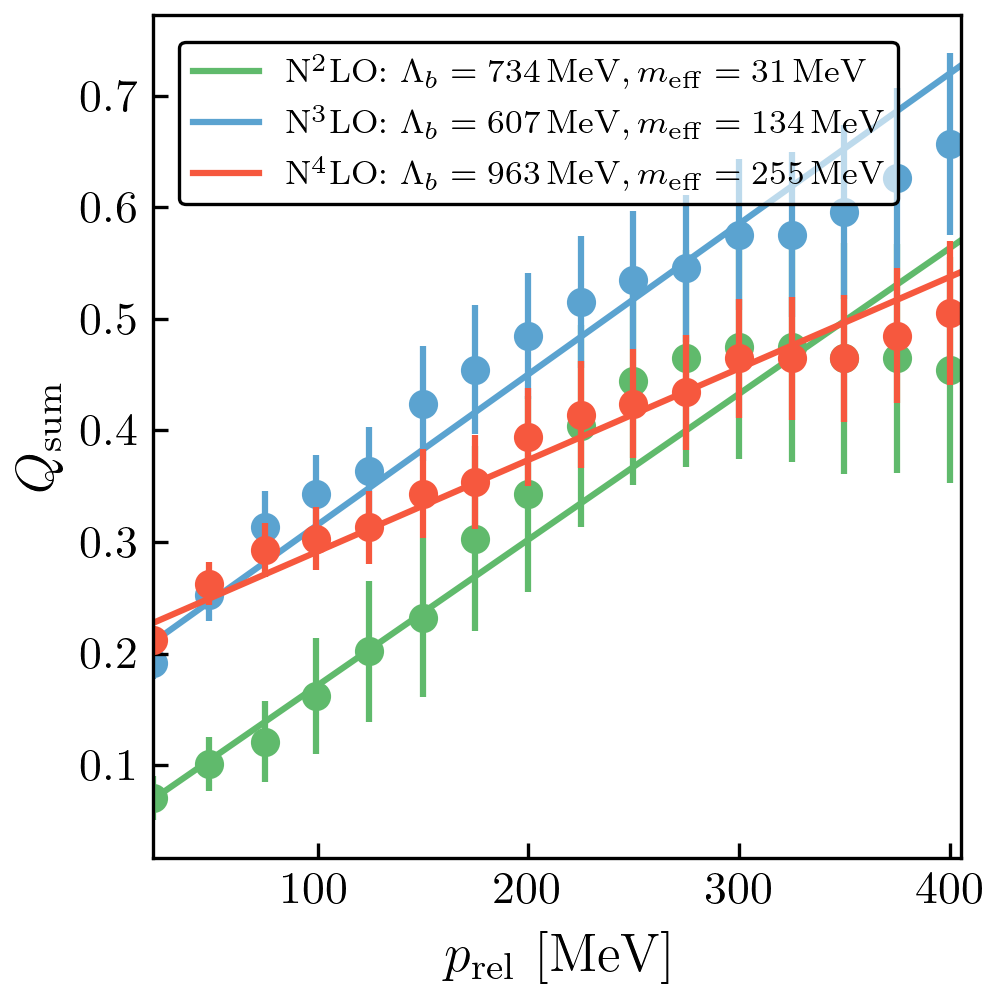 N²LO: Λ_b = 734 MeV, m_eff = 31 MeV
N³LO: Λ_b = 607 MeV, m_eff = 134 MeV
N⁴LO: Λ_b = 963 MeV, m_eff = 255 MeV
0.7
0.6
0.5
0.4
0.3
0.2
0.1
Q_sum
100 200 300 400
p_rel [MeV]